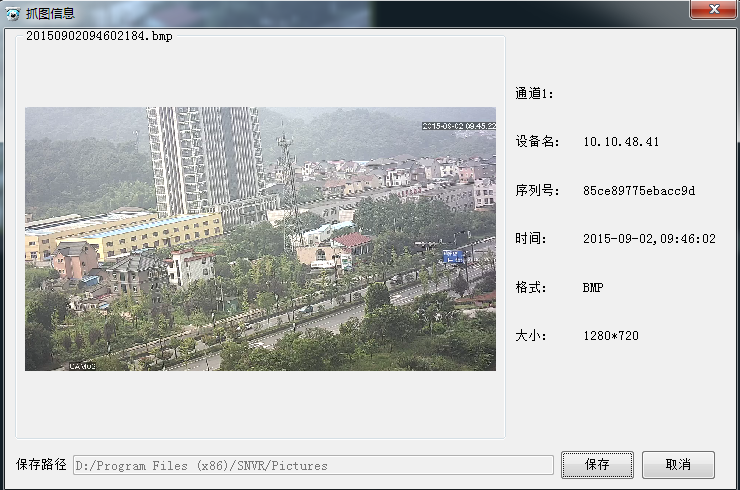 抓图信息
20150902094602184.bmp
2015-09-02 09:45:22
CAM02
通道1:
设备名: 10.10.48.41
序列号: 85ce89775ebacc9d
时间: 2015-09-02,09:46:02
格式: BMP
大小: 1280*720
保存路径 D:/Program Files (x86)/SNVR/Pictures
保存 取消